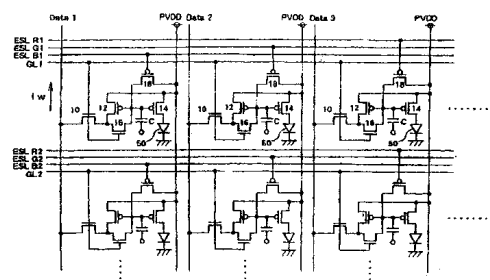 Data 1 PVDD Data 2 PVDD Data 3 PVDD
ESL R1
ESL G1
ESL B1
GL1
18 18 18
Iw
10 12 14 10 12 14 10 12 14
16 C 16 C 16 C
50 50 50
ESL R2
ESL G2
ESL B2
GL2